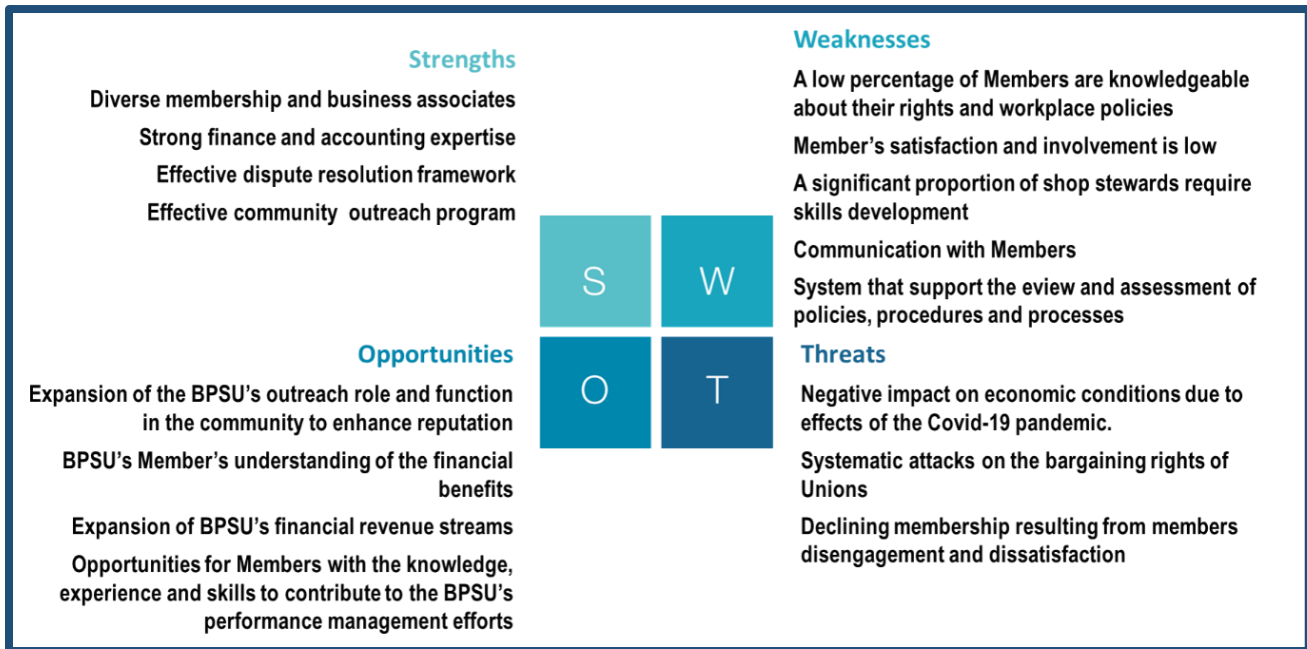 Strengths
Diverse membership and business associates
Strong finance and accounting expertise
Effective dispute resolution framework
Effective community outreach program
Weaknesses
A low percentage of Members are knowledgeable
about their rights and workplace policies
Member's satisfaction and involvement is low
A significant proportion of shop stewards require
skills development
Communication with Members
System that support the eview and assessment of
policies, procedures and processes
S
W
O
T
Opportunities
Expansion of the BPSU's outreach role and function
in the community to enhance reputation
BPSU's Member's understanding of the financial
benefits
Expansion of BPSU's financial revenue streams
Opportunities for Members with the knowledge,
experience and skills to contribute to the BPSU's
performance management efforts
Threats
Negative impact on economic conditions due to
effects of the Covid-19 pandemic.
Systematic attacks on the bargaining rights of
Unions
Declining membership resulting from members
disengagement and dissatisfaction